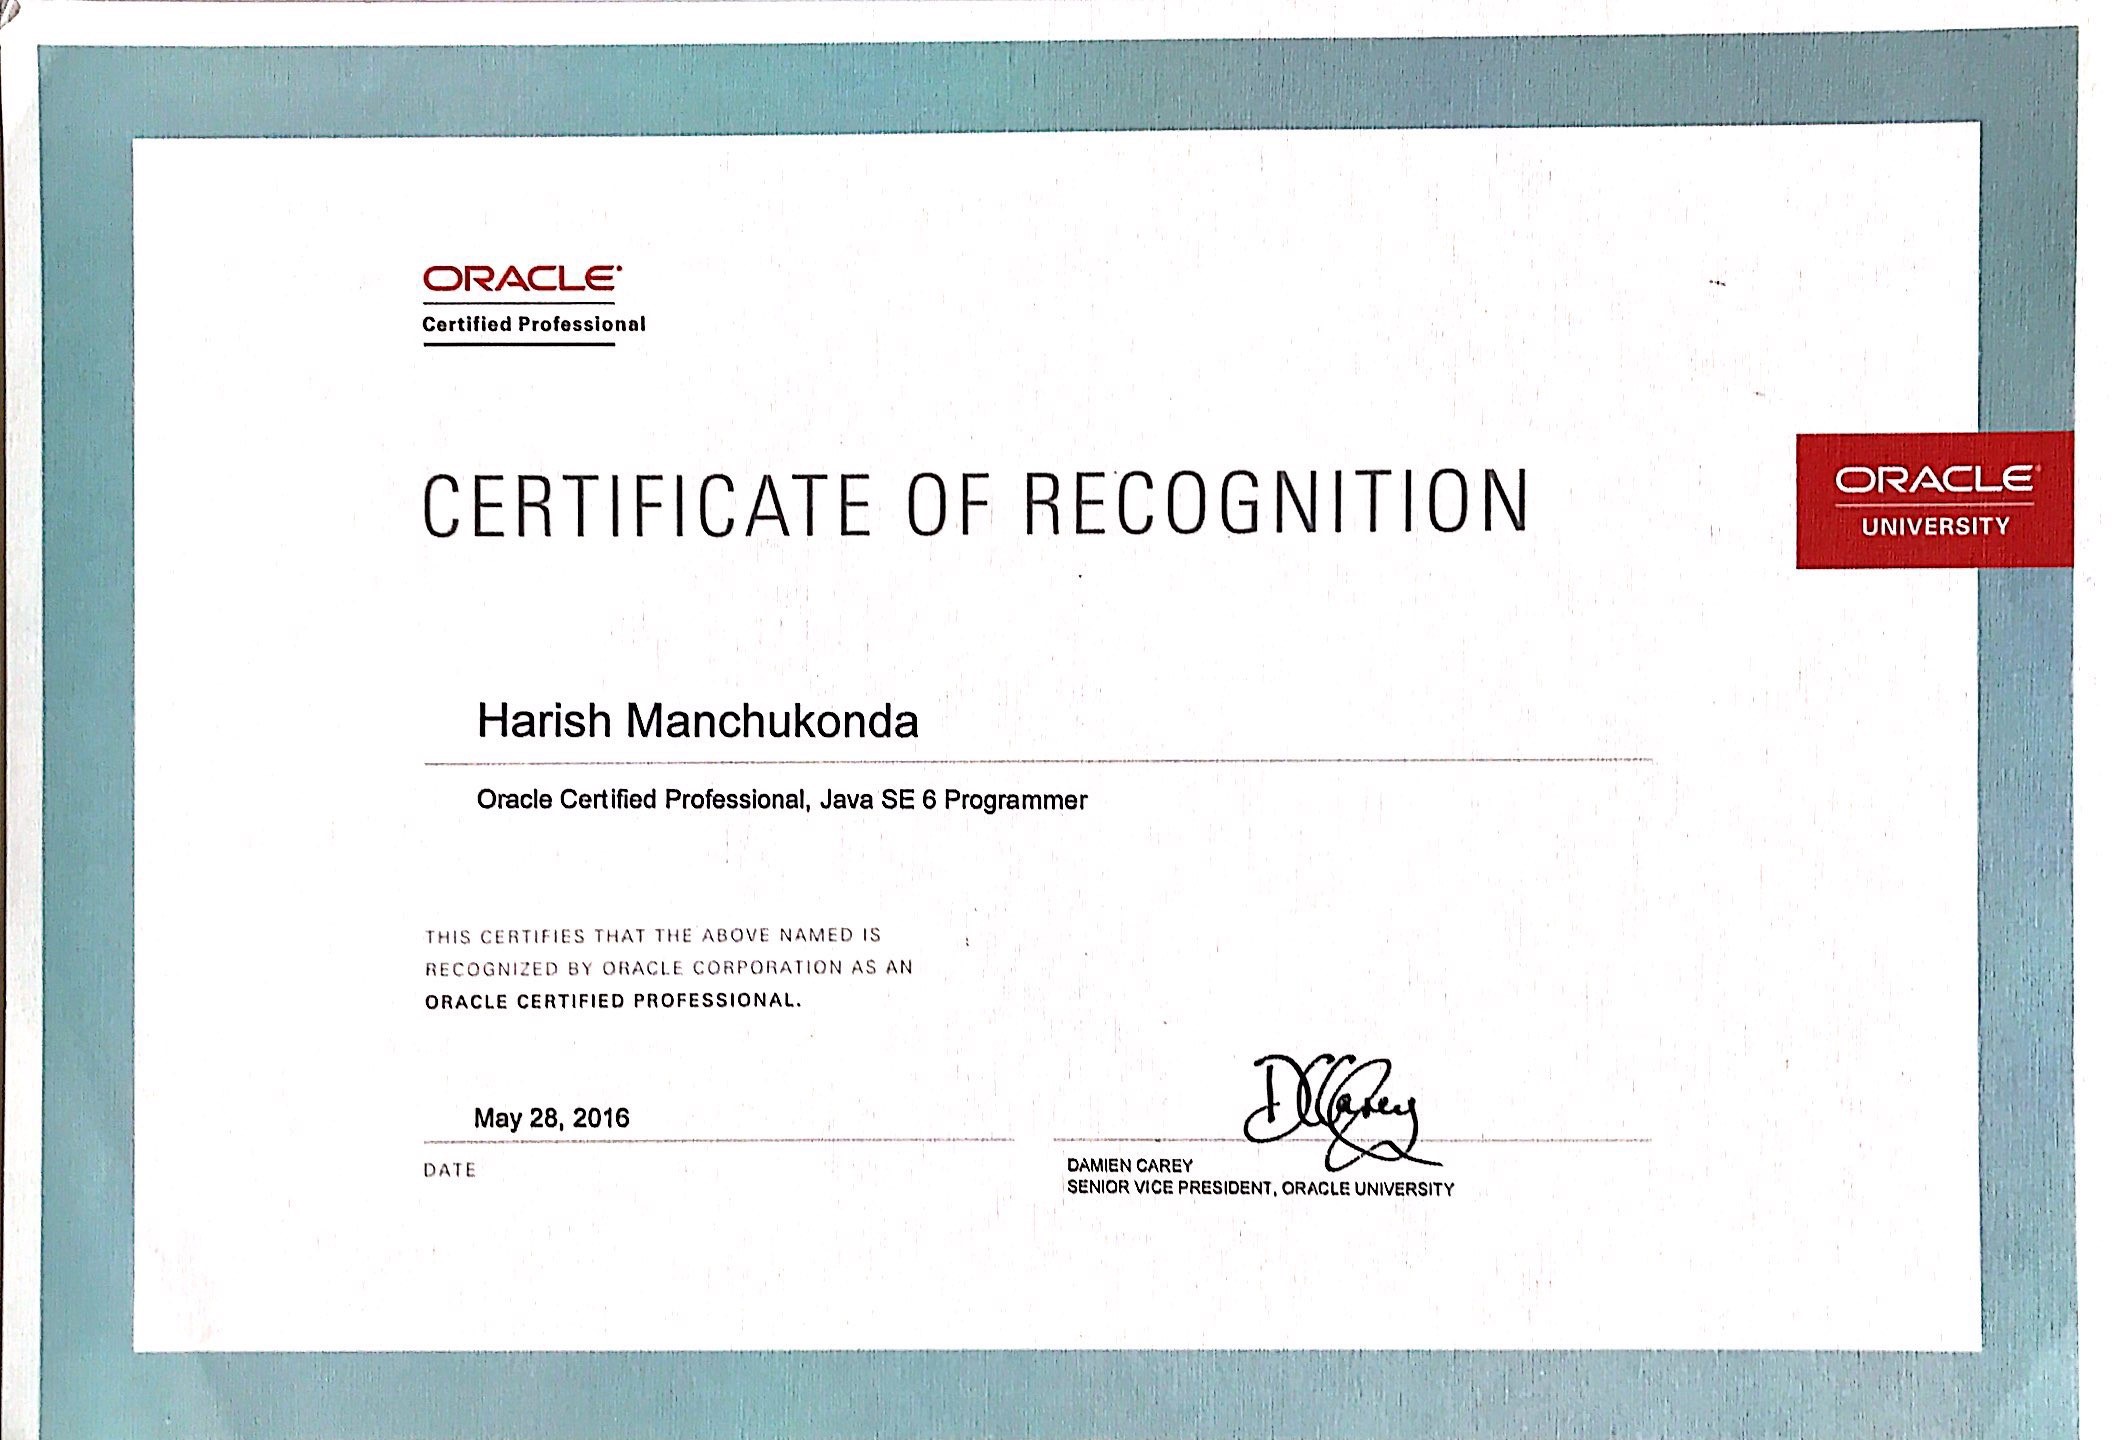 ORACLE
Certified Professional
CERTIFICATE OF RECOGNITION
ORACLE
UNIVERSITY
Harish Manchukonda
Oracle Certified Professional, Java SE 6 Programmer
THIS CERTIFIES THAT THE ABOVE NAMED IS
RECOGNIZED BY ORACLE CORPORATION AS AN
ORACLE CERTIFIED PROFESSIONAL.
May 28, 2016
DATE
DCCarey
DAMIEN CAREY
SENIOR VICE PRESIDENT, ORACLE UNIVERSITY